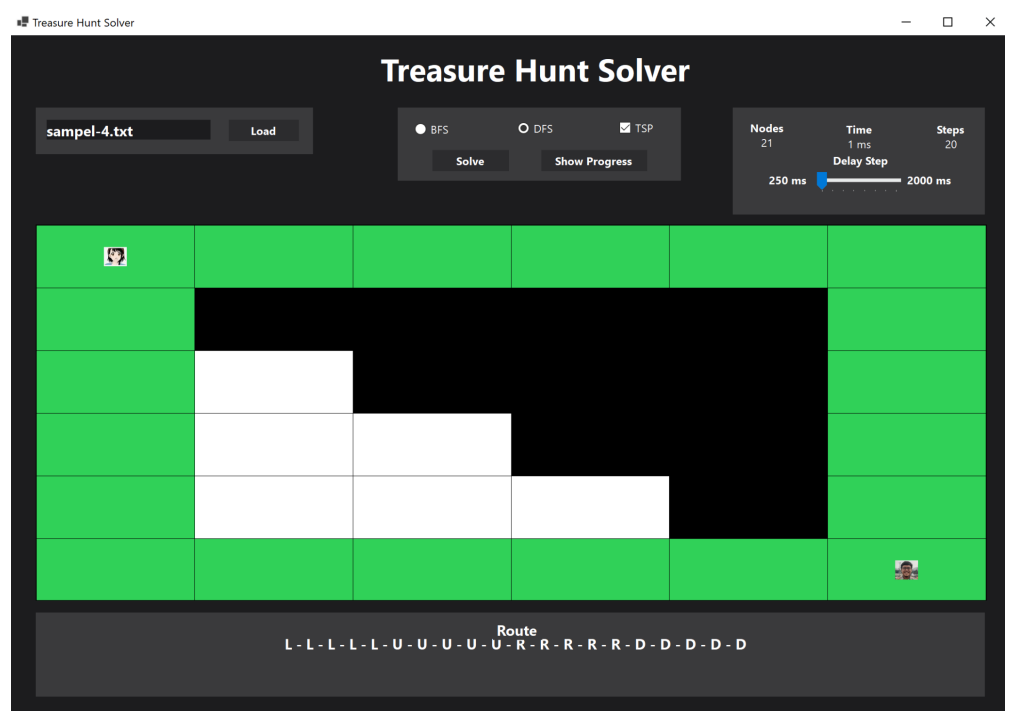 Treasure Hunt Solver
Treasure Hunt Solver
sampel-4.txt Load
BFS DFS TSP
Solve Show Progress
Nodes Time Steps
21 1 ms 20
Delay Step
250 ms 2000 ms
Route
L - L - L - L - L - U - U - U - U - U - R - R - R - R - R - D - D - D - D - D